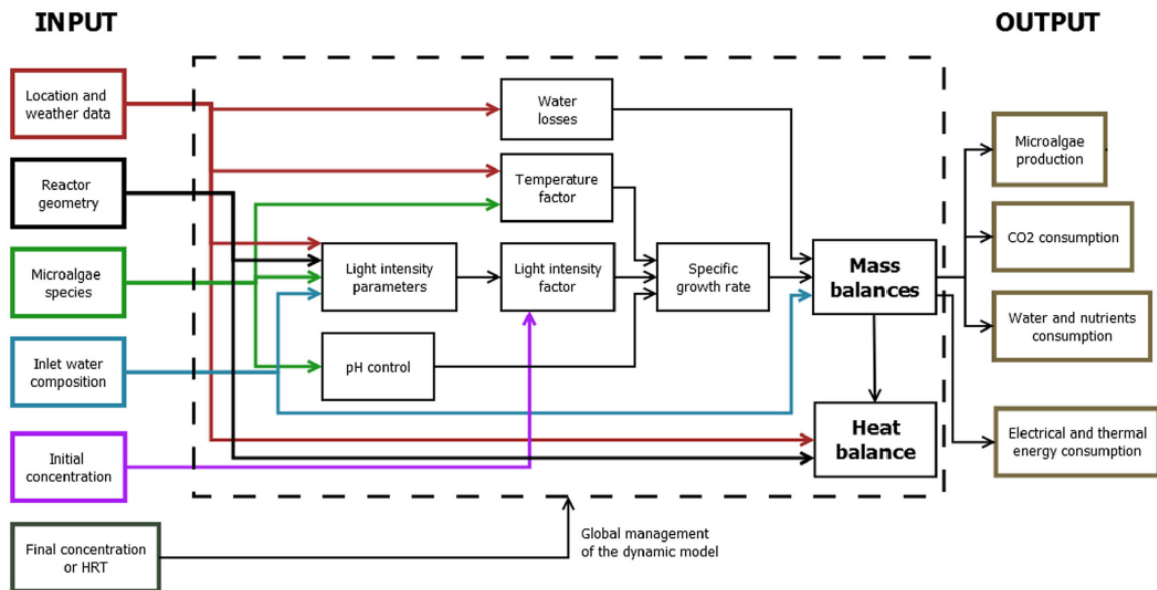 INPUT
OUTPUT
Location and
weather data
Reactor
geometry
Microalgae
species
Inlet water
composition
Initial
concentration
Final concentration
or HRT
Water
losses
Temperature
factor
Light intensity
parameters
Light intensity
factor
Specific
growth rate
pH control
Mass
balances
Heat
balance
Global management
of the dynamic model
Microalgae
production
CO2 consumption
Water and nutrients
consumption
Electrical and thermal
energy consumption